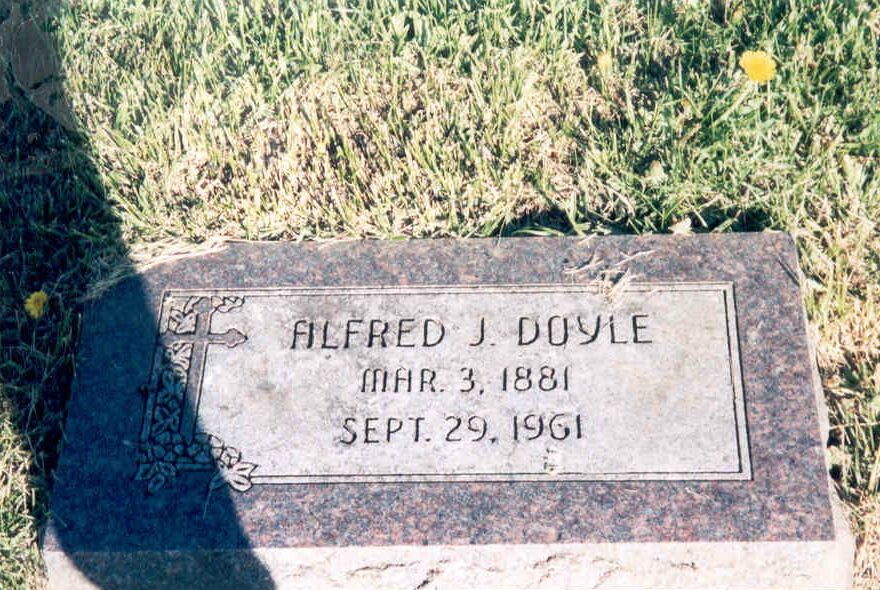 ALFRED J. DOYLE
MAR. 3, 1881
SEPT. 29, 1961